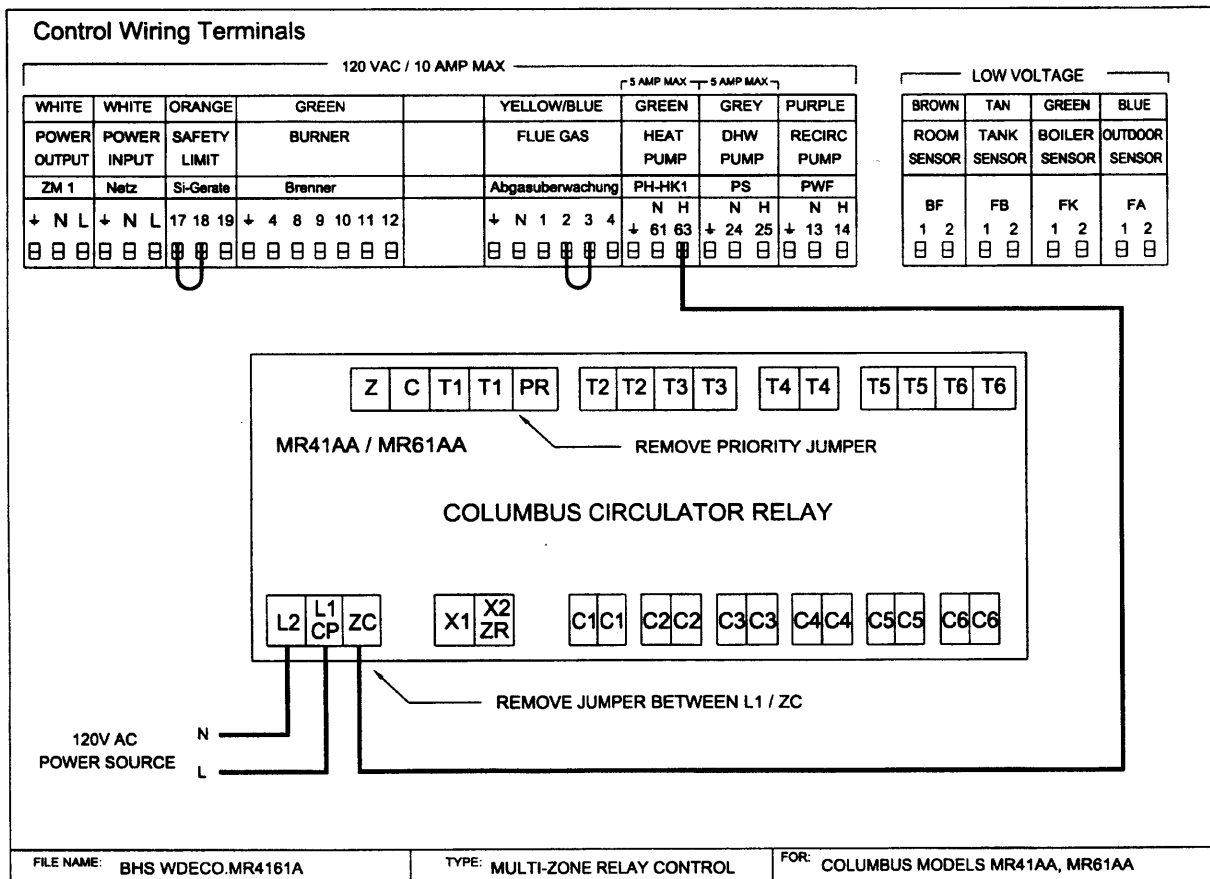 Control Wiring Terminals
120 VAC / 10 AMP MAX
5 AMP MAX 5 AMP MAX
LOW VOLTAGE
WHITE WHITE ORANGE GREEN YELLOW/BLUE GREEN GREY PURPLE
POWER OUTPUT POWER INPUT SAFETY LIMIT BURNER FLUE GAS HEAT PUMP DHW PUMP RECIRC PUMP
ZM 1 Netz Si-Gerate Brenner Abgasuberwachung PH-HK1 PS PWF
N H N H N H
⏚ N L ⏚ N L 17 18 19 ⏚ 4 8 9 10 11 12 ⏚ N 1 2 3 4 ⏚ 61 63 ⏚ 24 25 ⏚ 13 14
BROWN TAN GREEN BLUE
ROOM SENSOR TANK SENSOR BOILER SENSOR OUTDOOR SENSOR
BF FB FK FA
1 2 1 2 1 2 1 2
Z C T1 T1 PR T2 T2 T3 T3 T4 T4 T5 T5 T6 T6
MR41AA / MR61AA
REMOVE PRIORITY JUMPER
COLUMBUS CIRCULATOR RELAY
L2 L1 CP ZC X1 X2 ZR C1 C1 C2 C2 C3 C3 C4 C4 C5 C5 C6 C6
REMOVE JUMPER BETWEEN L1 / ZC
120V AC
POWER SOURCE
N
L
FILE NAME: BHS WDECO.MR4161A
TYPE: MULTI-ZONE RELAY CONTROL
FOR: COLUMBUS MODELS MR41AA, MR61AA